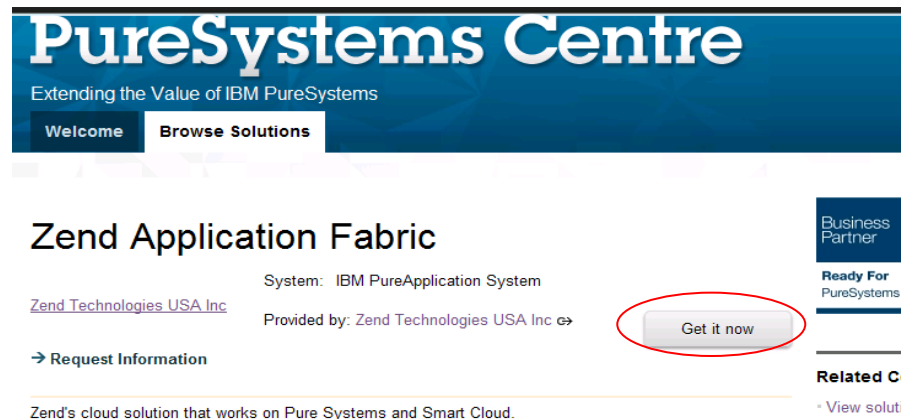 PureSystems Centre
Extending the Value of IBM PureSystems
Welcome Browse Solutions
Zend Application Fabric
System: IBM PureApplication System
Zend Technologies USA Inc
Provided by: Zend Technologies USA Inc
Get it now
→ Request Information
Zend's cloud solution that works on Pure Systems and Smart Cloud.
Business
Partner
Ready For
PureSystems
Related
View